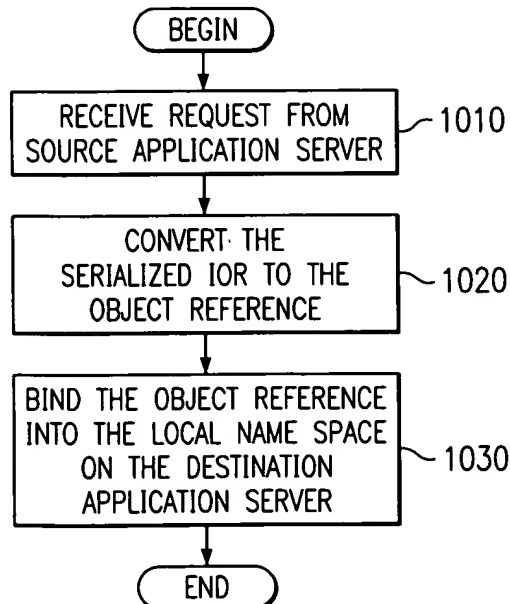 BEGIN
RECEIVE REQUEST FROM
SOURCE APPLICATION SERVER
1010
CONVERT THE
SERIALIZED IOR TO THE
OBJECT REFERENCE
1020
BIND THE OBJECT REFERENCE
INTO THE LOCAL NAME SPACE
ON THE DESTINATION
APPLICATION SERVER
1030
END